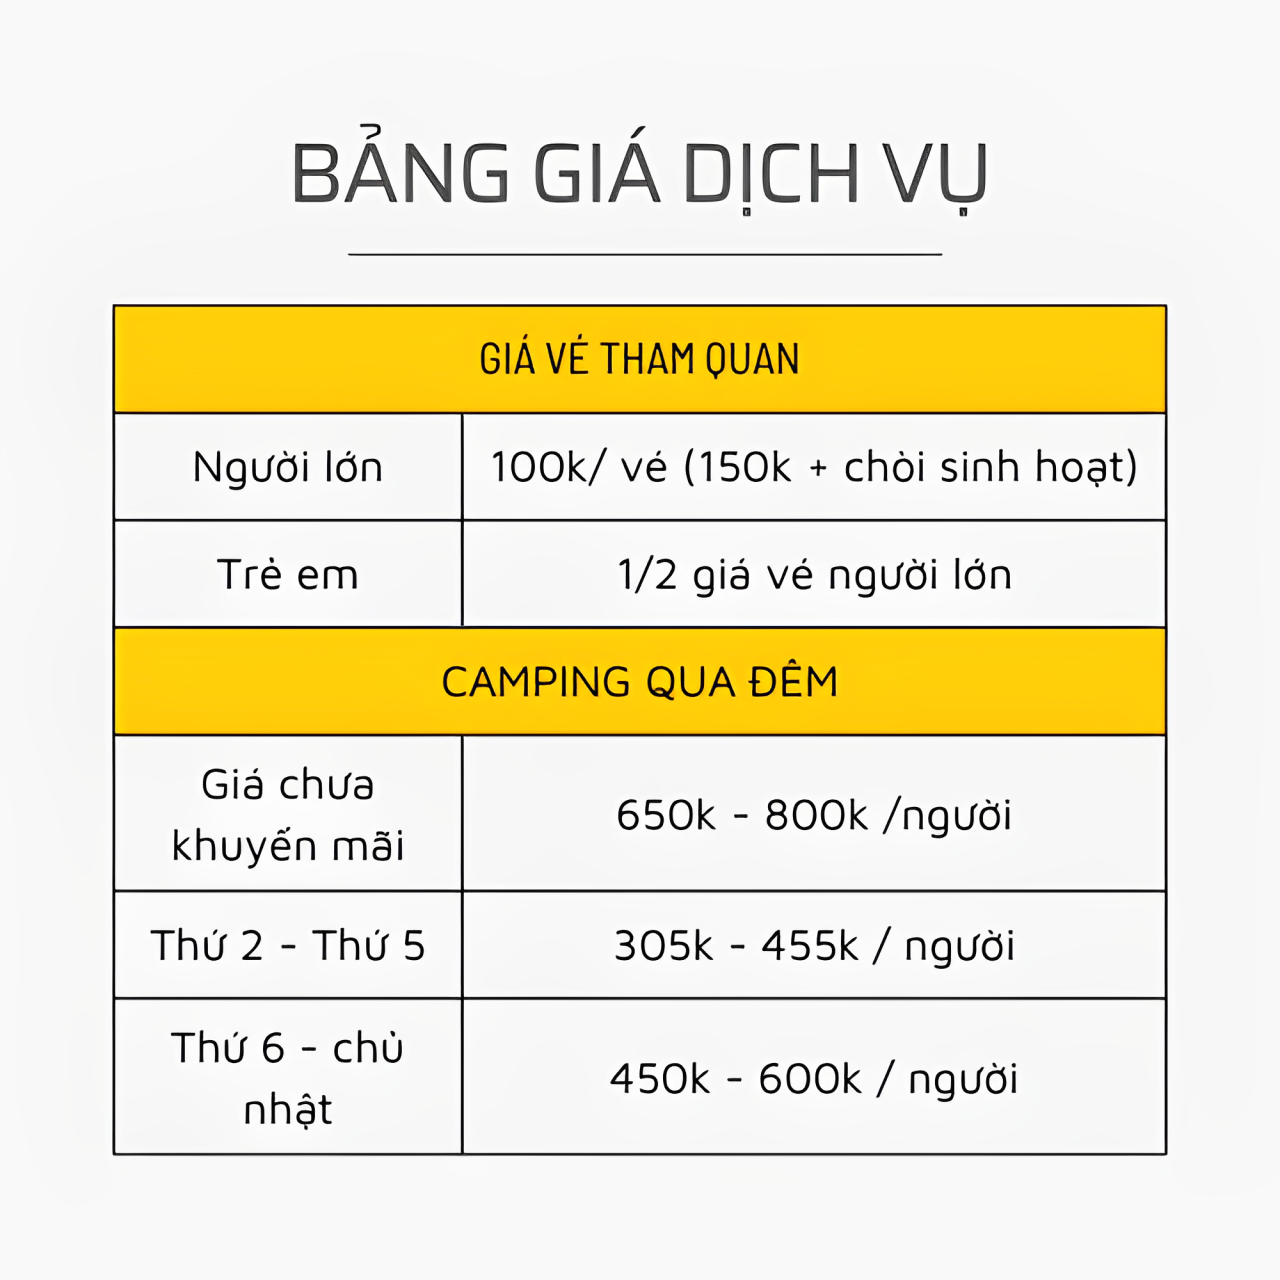 BẢNG GIÁ DỊCH VỤ
GIÁ VÉ THAM QUAN
Người lớn
100k/ vé (150k + chòi sinh hoạt)
Trẻ em
1/2 giá vé người lớn
CAMPING QUA ĐÊM
Giá chưa
khuyến mãi
650k - 800k /người
Thứ 2 - Thứ 5
305k - 455k / người
Thứ 6 - chủ
nhật
450k - 600k / người